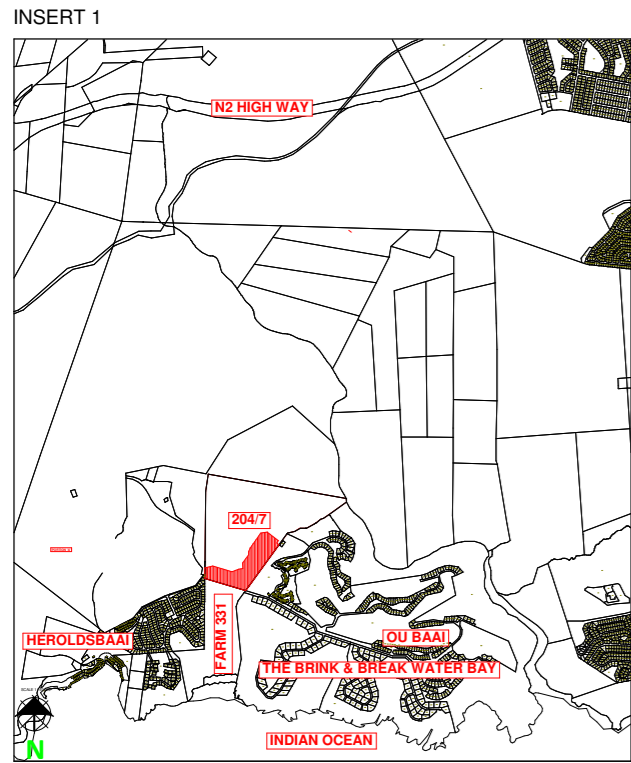 INSERT 1
N2 HIGH WAY
204/7
FARM 331
HEROLDSBAAI
OU BAAI
THE BRINK & BREAK WATER BAY
SCALE
INDIAN OCEAN
N